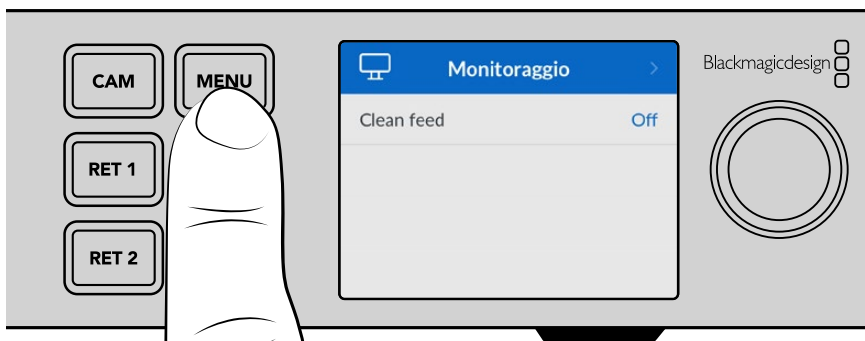 CAM
MENU
RET 1
RET 2
Monitoraggio
Clean feed Off
Blackmagicdesign